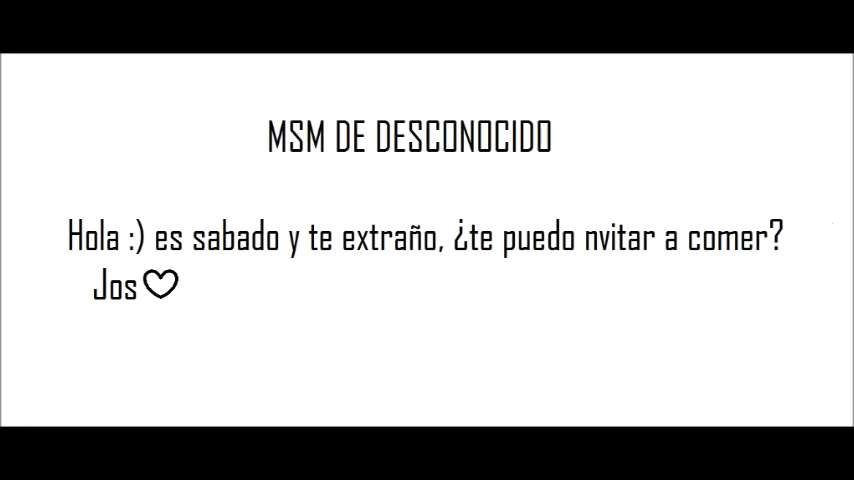 MSM DE DESCONOCIDO
Hola :) es sabado y te extraño, ¿te puedo nvitar a comer?
Jos♡